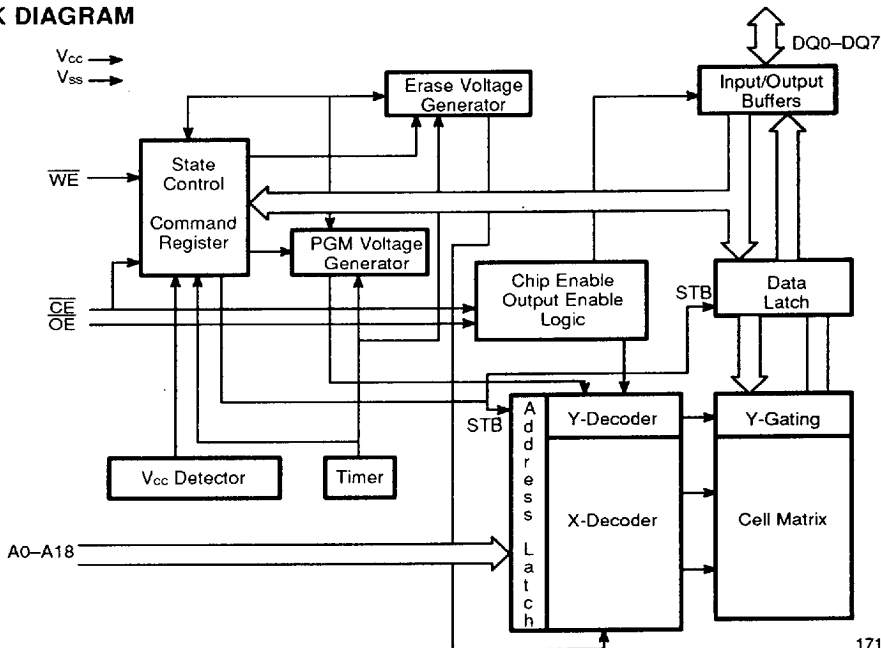 K DIAGRAM
Vcc
Vss
DQ0–DQ7
Erase Voltage
Generator
Input/Output
Buffers
State
Control
Command
Register
WE
PGM Voltage
Generator
Chip Enable
Output Enable
Logic
STB
Data
Latch
CE
OE
STB
Address Latch
Y-Decoder
Y-Gating
Vcc Detector
Timer
X-Decoder
Cell Matrix
A0–A18
171